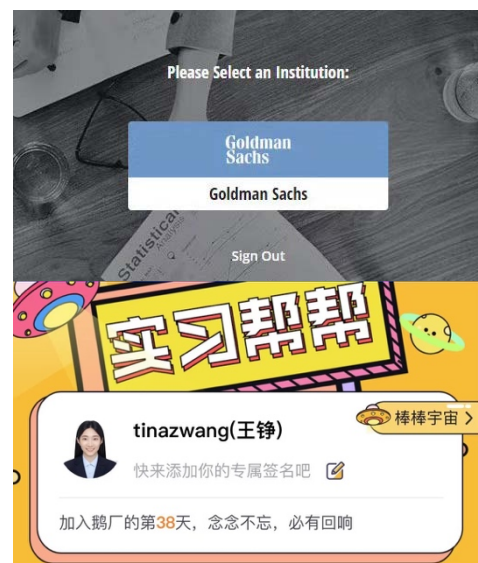 Please Select an Institution:
Goldman
Sachs
Goldman Sachs
Statistical
Analysis
Sign Out
实习帮帮
tinazwang(王铮)
棒棒宇宙
快来添加你的专属签名吧
加入鹅厂的第38天，念念不忘，必有回响